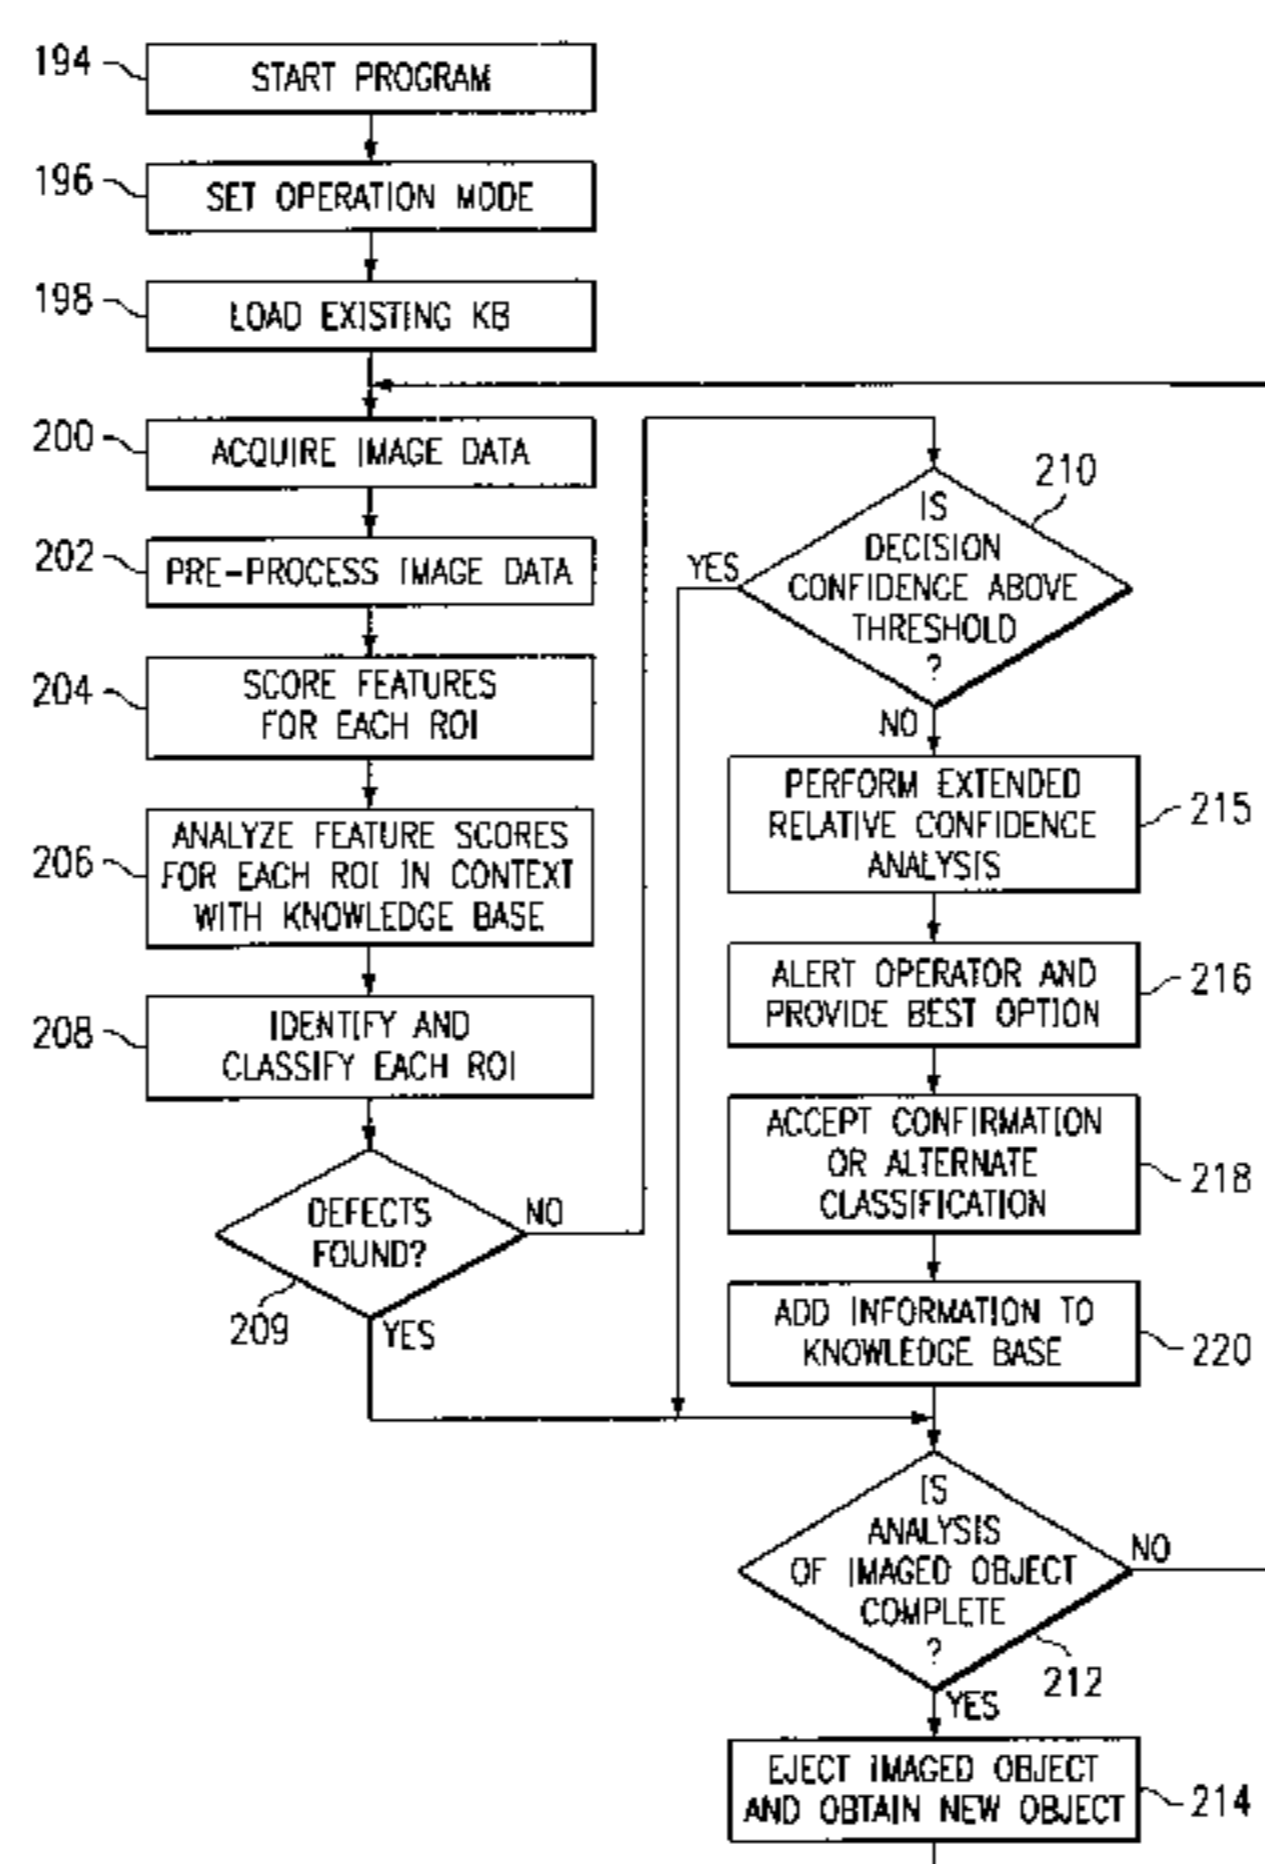 194
START PROGRAM
196
SET OPERATION MODE
198
LOAD EXISTING KB
200
ACQUIRE IMAGE DATA
202
PRE-PROCESS IMAGE DATA
204
SCORE FEATURES
FOR EACH ROI
206
ANALYZE FEATURE SCORES
FOR EACH ROI IN CONTEXT
WITH KNOWLEDGE BASE
208
IDENTIFY AND
CLASSIFY EACH ROI
DEFECTS
FOUND?
NO
209
YES
210
IS
DECISION
CONFIDENCE ABOVE
THRESHOLD
?
YES
NO
PERFORM EXTENDED
RELATIVE CONFIDENCE
ANALYSIS
215
ALERT OPERATOR AND
PROVIDE BEST OPTION
216
ACCEPT CONFIRMATION
OR ALTERNATE
CLASSIFICATION
218
ADD INFORMATION TO
KNOWLEDGE BASE
220
IS
ANALYSIS
OF IMAGED OBJECT
COMPLETE
?
NO
212
YES
EJECT IMAGED OBJECT
AND OBTAIN NEW OBJECT
214